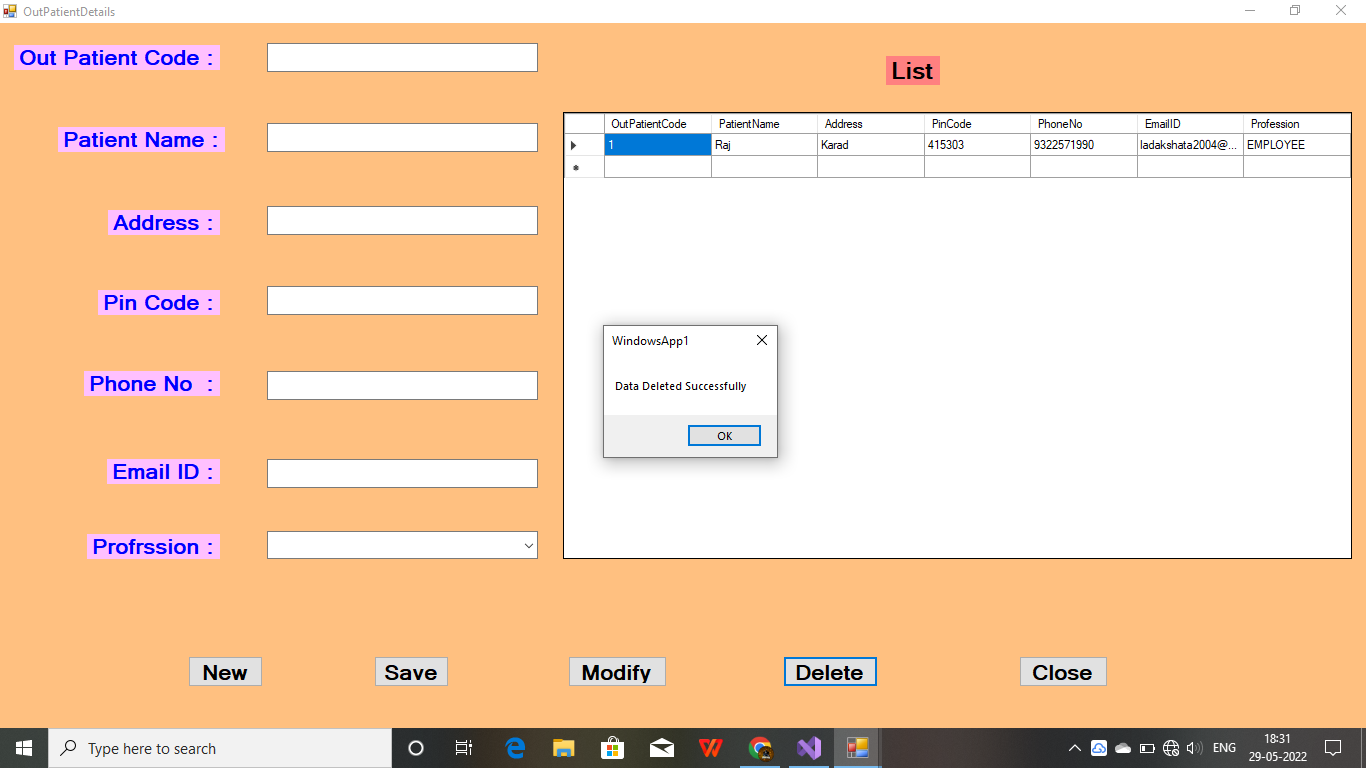 OutPatientDetails
Out Patient Code :
List
Patient Name :
OutPatientCode PatientName Address PinCode PhoneNo EmailID Profession
1 Raj Karad 415303 9322571990 ladakshata2004@... EMPLOYEE
Address :
Pin Code :
WindowsApp1
Data Deleted Successfully
OK
Phone No :
Email ID :
Profrssion :
New Save Modify Delete Close
Type here to search
ENG
18:31
29-05-2022